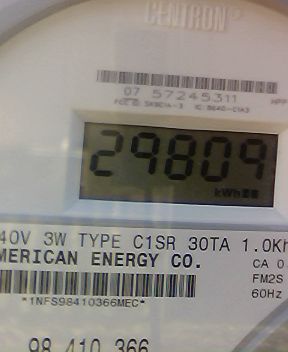 CENTRON®
07 57245311
29809
kWh
40V 3W TYPE C1SR 30TA 1.0Kh
MERICAN ENERGY CO.
CA 0
FM2S
60Hz
*1NFS98410366MEC*
98 410 366